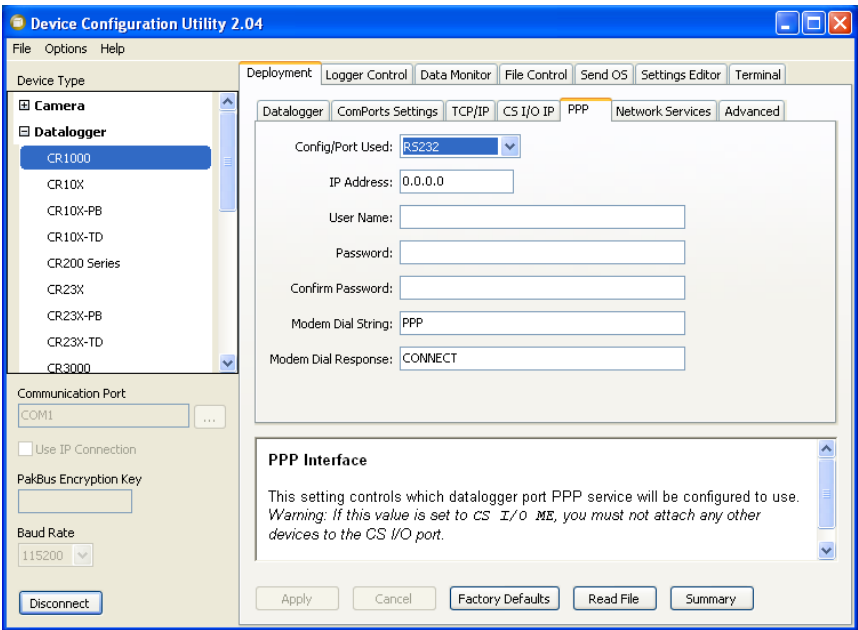 Device Configuration Utility 2.04
File Options Help
Device Type
Camera
Datalogger
CR1000
CR10X
CR10X-PB
CR10X-TD
CR200 Series
CR23X
CR23X-PB
CR23X-TD
CR3000
Communication Port
COM1
...
Use IP Connection
PakBus Encryption Key
Baud Rate
115200
Disconnect
Deployment Logger Control Data Monitor File Control Send OS Settings Editor Terminal
Datalogger ComPorts Settings TCP/IP CS I/O IP PPP Network Services Advanced
Config/Port Used: RS232
IP Address: 0.0.0.0
User Name:
Password:
Confirm Password:
Modem Dial String: PPP
Modem Dial Response: CONNECT
PPP Interface
This setting controls which datalogger port PPP service will be configured to use.
Warning: If this value is set to CS I/O ME, you must not attach any other
devices to the CS I/O port.
Apply Cancel Factory Defaults Read File Summary